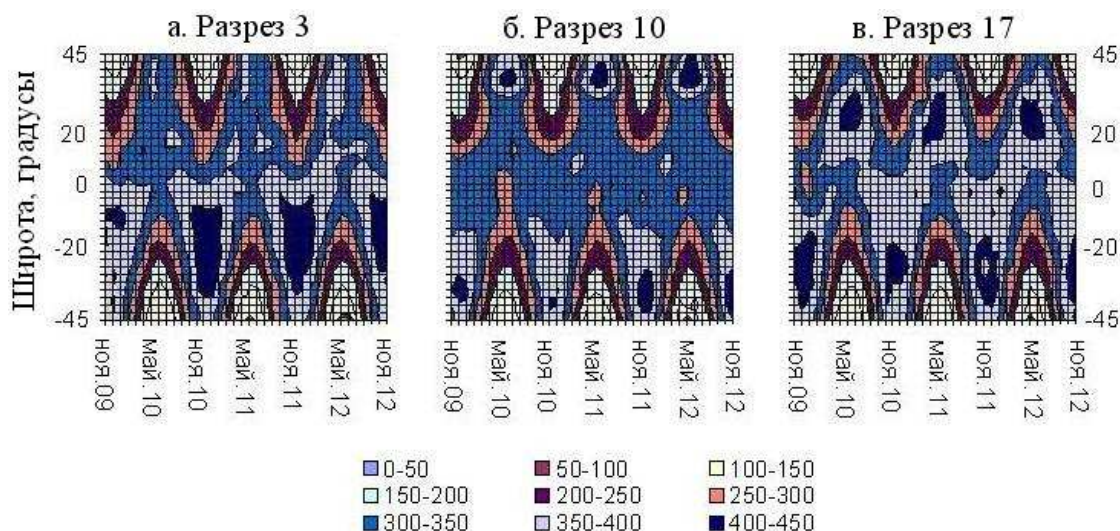 а. Разрез 3
б. Разрез 10
в. Разрез 17
Широта, градусы
45
20
0
-20
-45
45
20
0
-20
-45
ноя.09
май.10
ноя.10
май.11
ноя.11
май.12
ноя.12
ноя.09
май.10
ноя.10
май.11
ноя.11
май.12
ноя.12
ноя.09
май.10
ноя.10
май.11
ноя.11
май.12
ноя.12
0-50
50-100
100-150
150-200
200-250
250-300
300-350
350-400
400-450